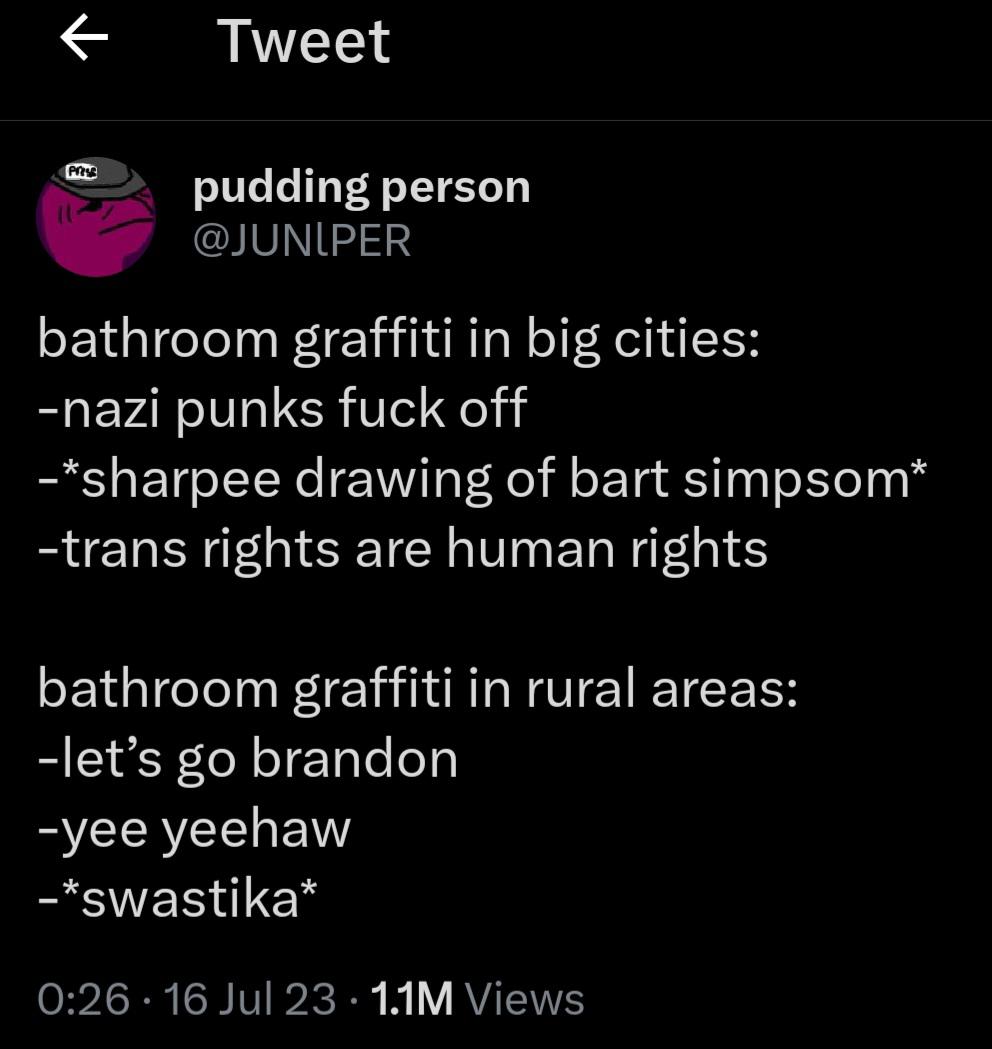 Tweet
pudding person
@JUNlPER
bathroom graffiti in big cities:
-nazi punks fuck off
-*sharpee drawing of bart simpsom*
-trans rights are human rights
bathroom graffiti in rural areas:
-let’s go brandon
-yee yeehaw
-*swastika*
0:26 · 16 Jul 23 · 1.1M Views